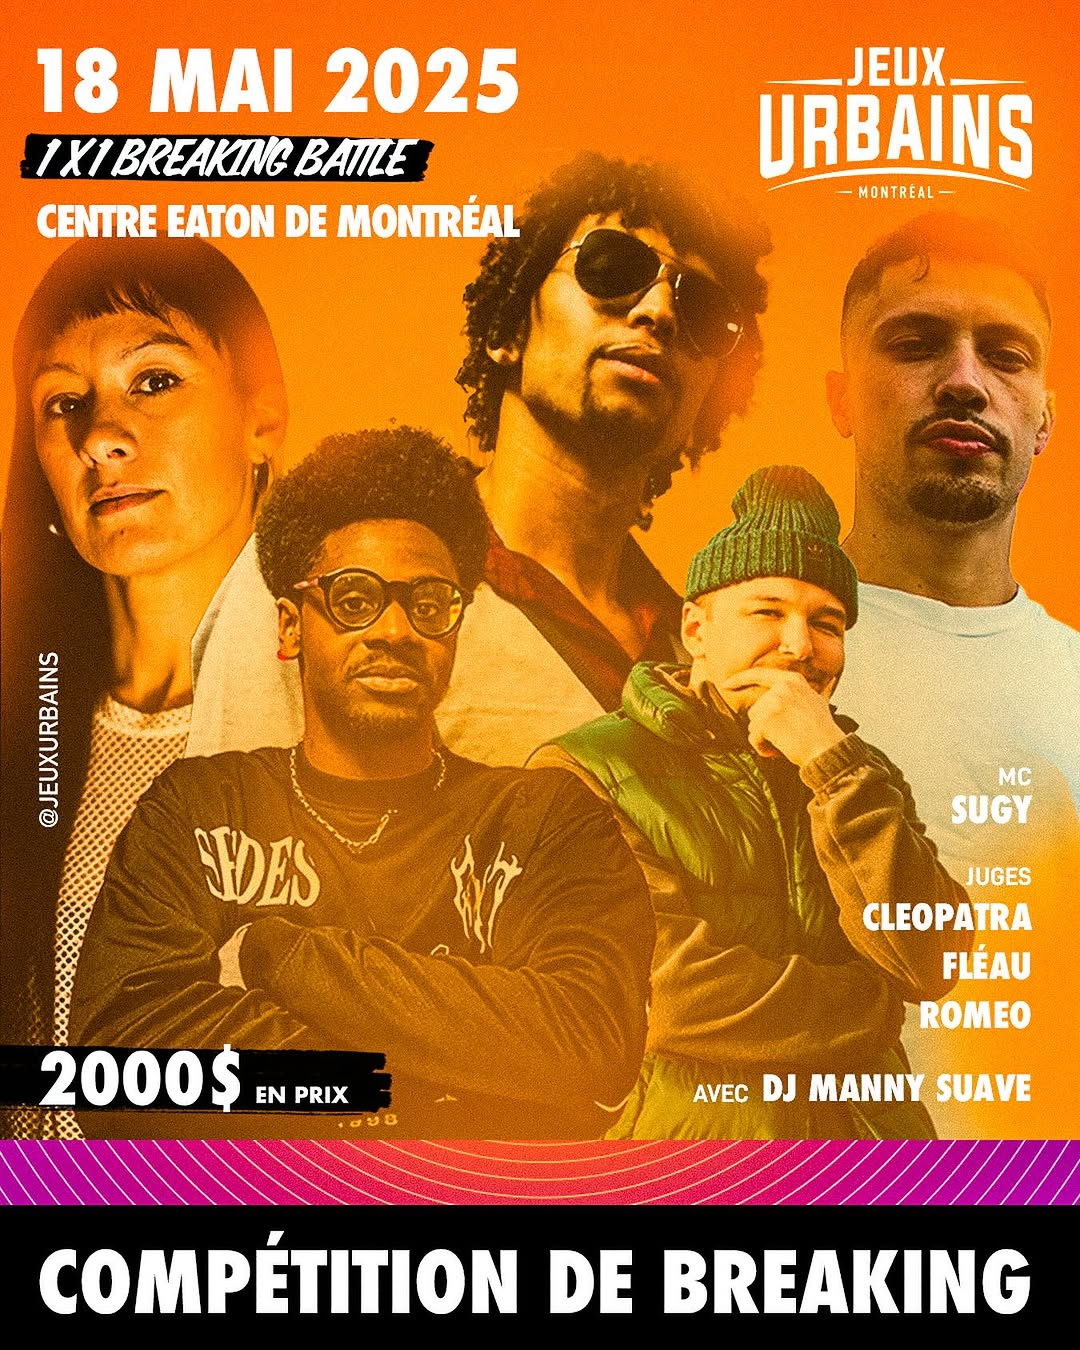 18 MAI 2025
1 X 1 BREAKING BATTLE
CENTRE EATON DE MONTRÉAL
JEUX
URBAINS
MONTRÉAL
@JEUXURBAINS
MC
SUGY
JUGES
CLEOPATRA
FLÉAU
ROMEO
AVEC DJ MANNY SUAVE
2000$ EN PRIX
COMPÉTITION DE BREAKING